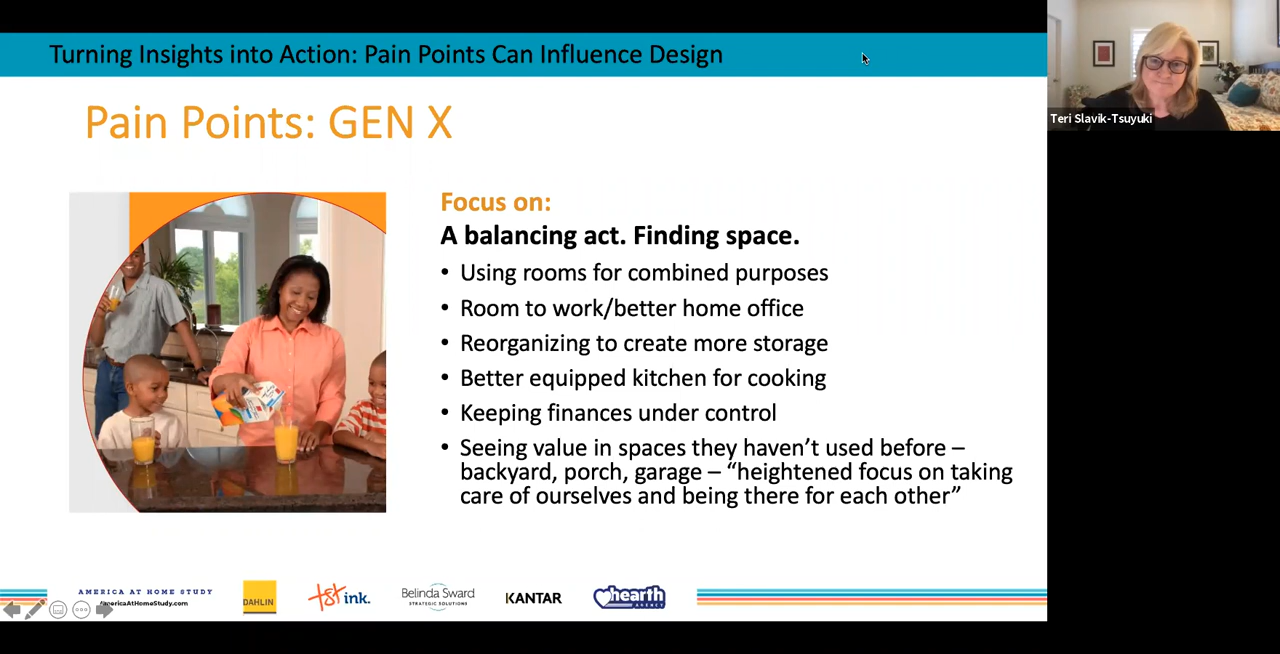 Turning Insights into Action: Pain Points Can Influence Design
Pain Points: GEN X
Teri Slavik-Tsuyuki
Focus on:
A balancing act. Finding space.
• Using rooms for combined purposes
• Room to work/better home office
• Reorganizing to create more storage
• Better equipped kitchen for cooking
• Keeping finances under control
• Seeing value in spaces they haven’t used before –
backyard, porch, garage – “heightened focus on taking
care of ourselves and being there for each other”
AMERICA AT HOME STUDY
AmericaAtHomeStudy.com
DAHLIN
tst ink.
Belinda Sward
STRATEGIC SOLUTIONS
KANTAR
hearth
AGENCY